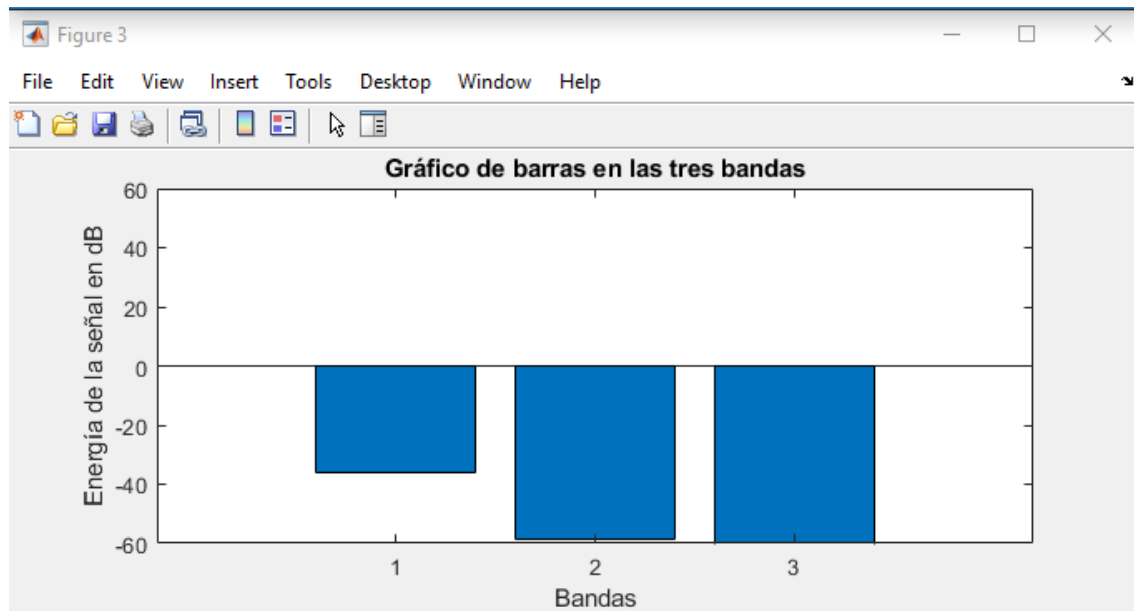 Figure 3
File Edit View Insert Tools Desktop Window Help
Gráfico de barras en las tres bandas
Energía de la señal en dB
60
40
20
0
-20
-40
-60
1 2 3
Bandas